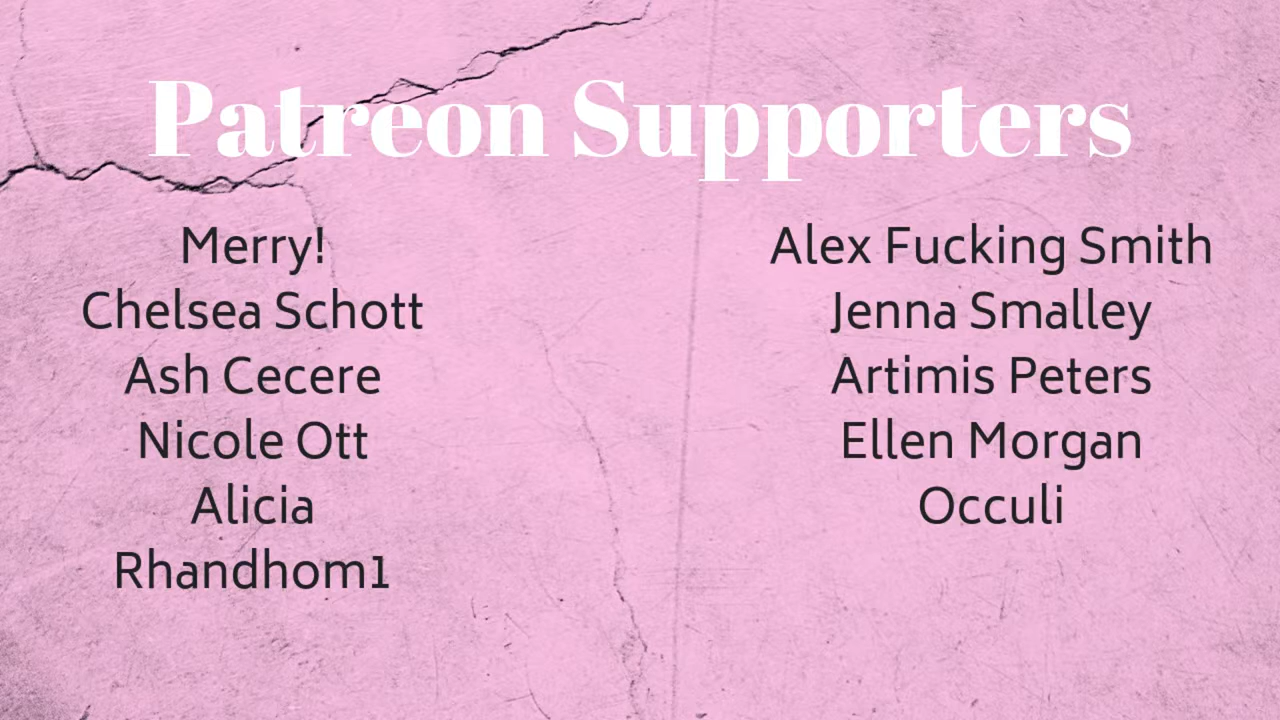 Patreon Supporters
Merry!
Chelsea Schott
Ash Cecere
Nicole Ott
Alicia
Rhandhom1
Alex Fucking Smith
Jenna Smalley
Artimis Peters
Ellen Morgan
Occuli